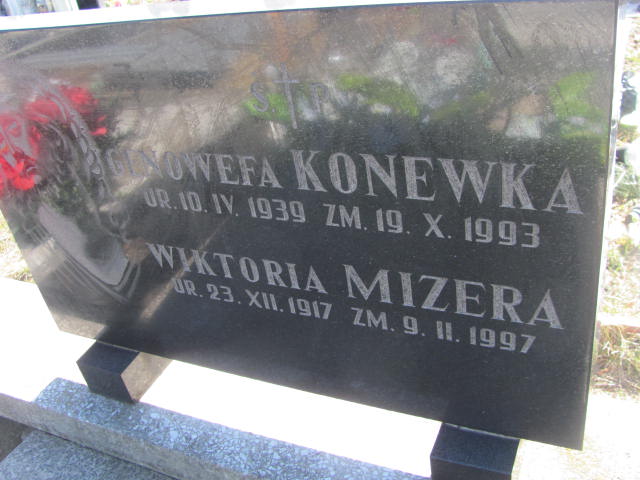 S † P
GENOWEFA KONEWKA
UR. 10. IV. 1939 ZM. 19. X. 1993
WIKTORIA MIZERA
UR. 23. XII. 1917 ZM. 9. II. 1997